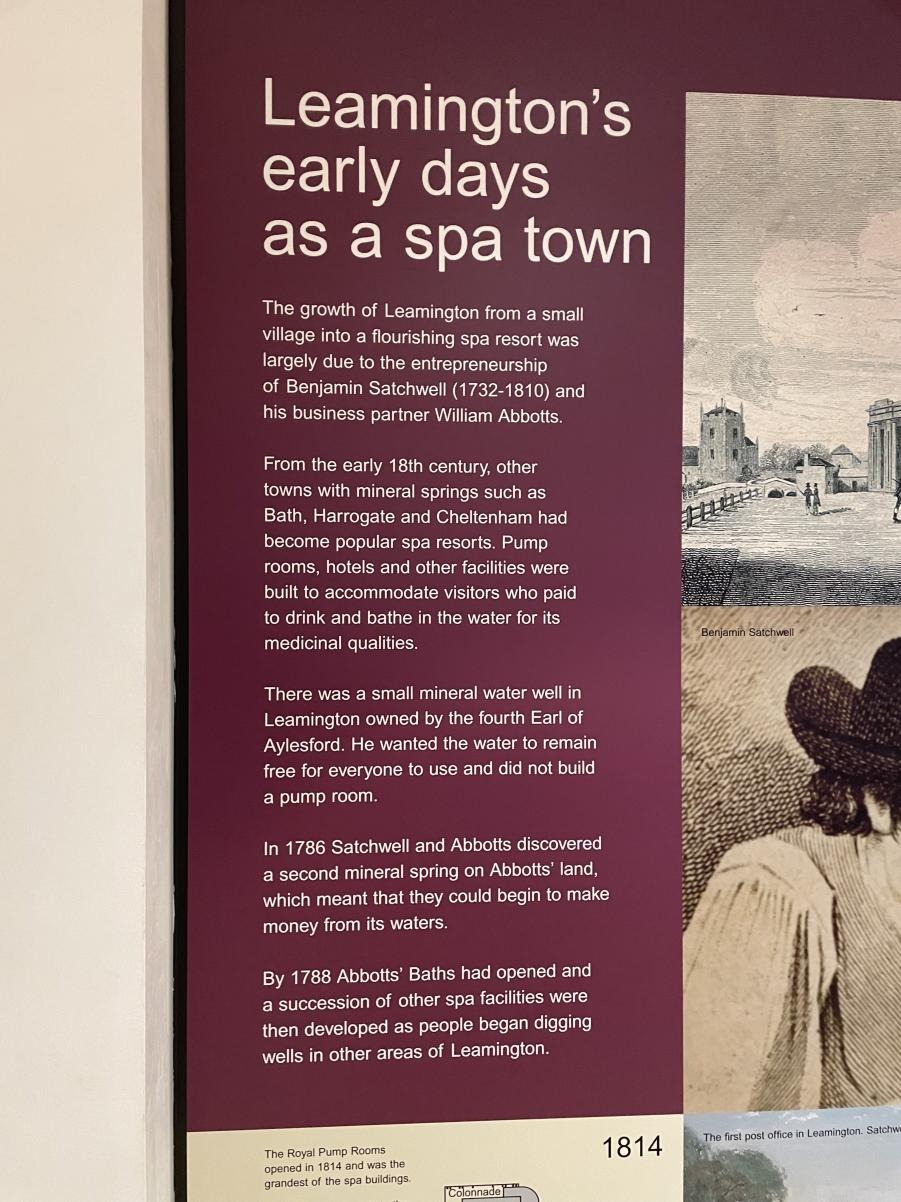 Leamington's
early days
as a spa town
The growth of Leamington from a small
village into a flourishing spa resort was
largely due to the entrepreneurship
of Benjamin Satchwell (1732-1810) and
his business partner William Abbotts.
From the early 18th century, other
towns with mineral springs such as
Bath, Harrogate and Cheltenham had
become popular spa resorts. Pump
rooms, hotels and other facilities were
built to accommodate visitors who paid
to drink and bathe in the water for its
medicinal qualities.
There was a small mineral water well in
Leamington owned by the fourth Earl of
Aylesford. He wanted the water to remain
free for everyone to use and did not build
a pump room.
In 1786 Satchwell and Abbotts discovered
a second mineral spring on Abbotts' land,
which meant that they could begin to make
money from its waters.
By 1788 Abbotts' Baths had opened and
a succession of other spa facilities were
then developed as people began digging
wells in other areas of Leamington.
Benjamin Satchwell
The Royal Pump Rooms
opened in 1814 and was the
grandest of the spa buildings.
1814
Colonnade
The first post office in Leamington.